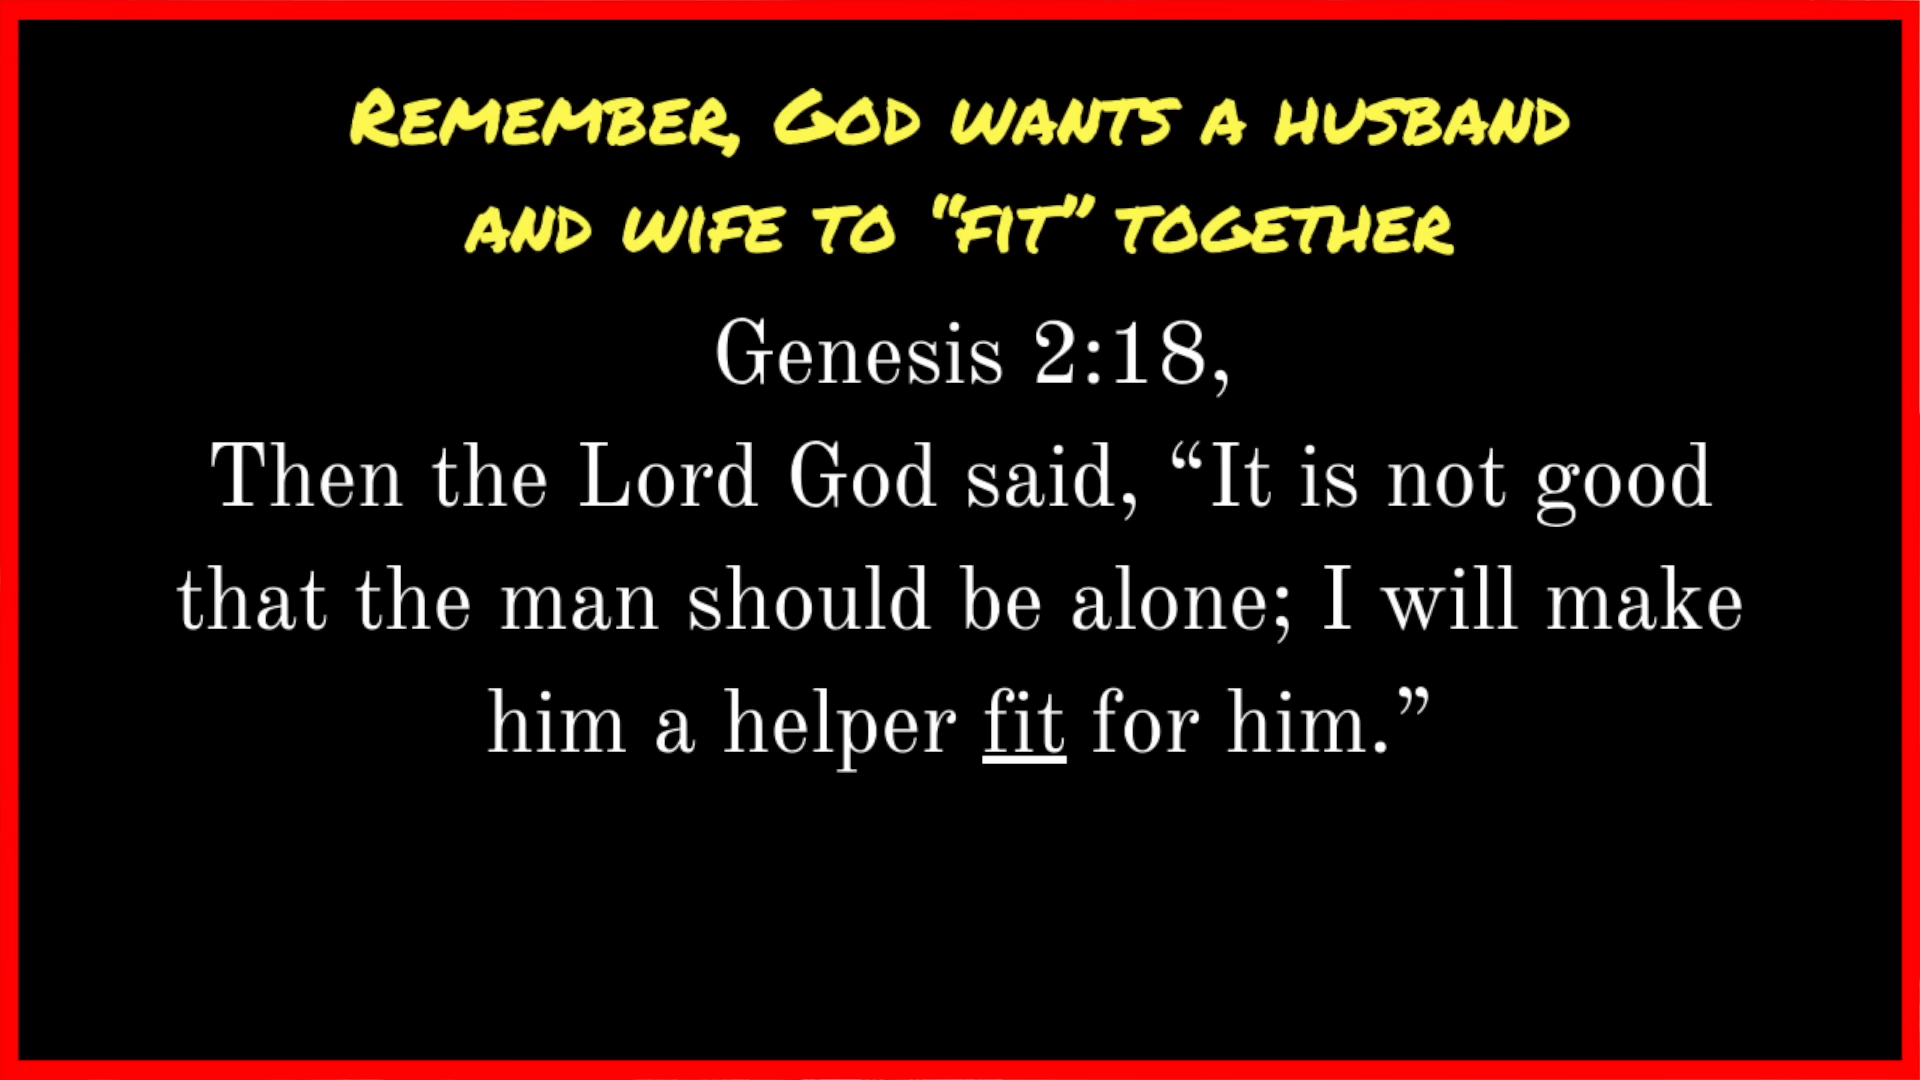 Remember, God wants a husband
and wife to “fit” together
Genesis 2:18,
Then the Lord God said, “It is not good
that the man should be alone; I will make
him a helper fit for him.”